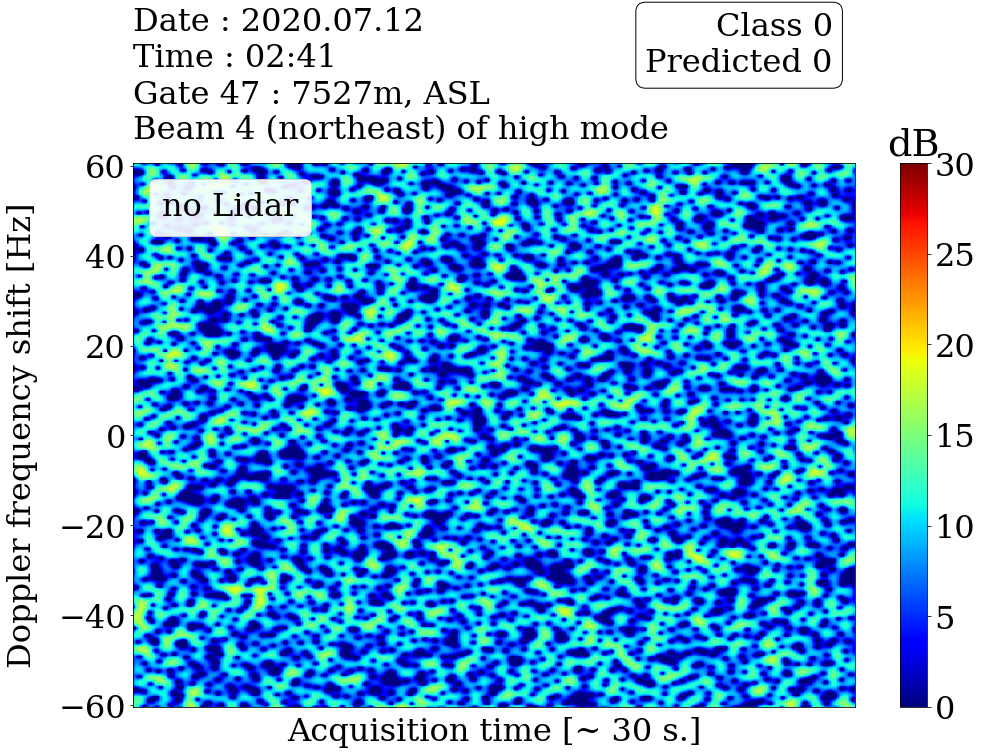 Date : 2020.07.12
Time : 02:41
Gate 47 : 7527m, ASL
Beam 4 (northeast) of high mode
Class 0
Predicted 0
dB
no Lidar
Doppler frequency shift [Hz]
60
40
20
0
−20
−40
−60
Acquisition time [~ 30 s.]
30
25
20
15
10
5
0